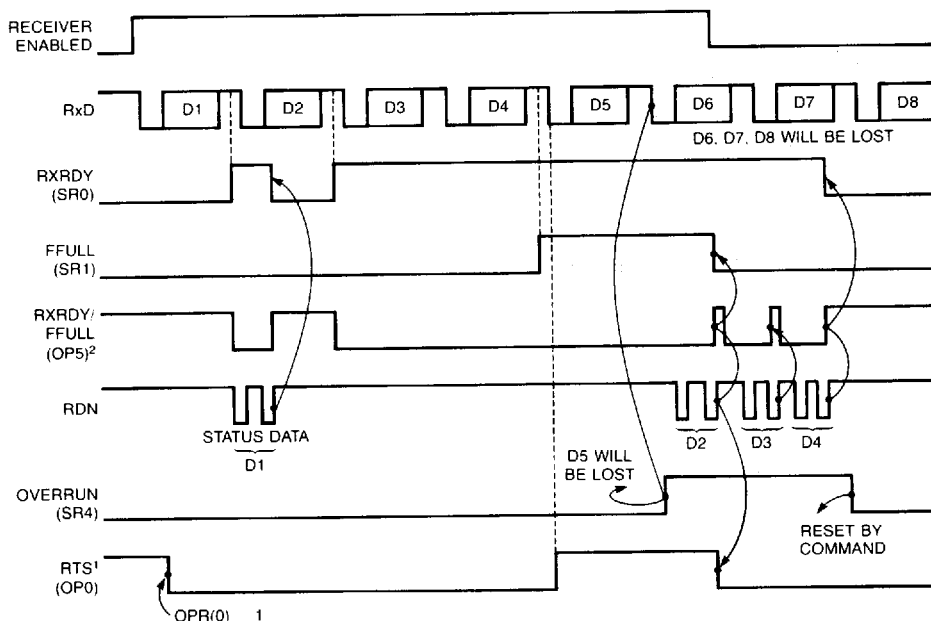 RECEIVER
ENABLED
RxD
D1
D2
D3
D4
D5
D6
D7
D8
D6, D7, D8 WILL BE LOST
RXRDY
(SR0)
FFULL
(SR1)
RXRDY/
FFULL
(OP5)²
RDN
STATUS DATA
D1
D2
D3
D4
D5 WILL
BE LOST
OVERRUN
(SR4)
RESET BY
COMMAND
RTS¹
(OP0)
OPR(0) 1